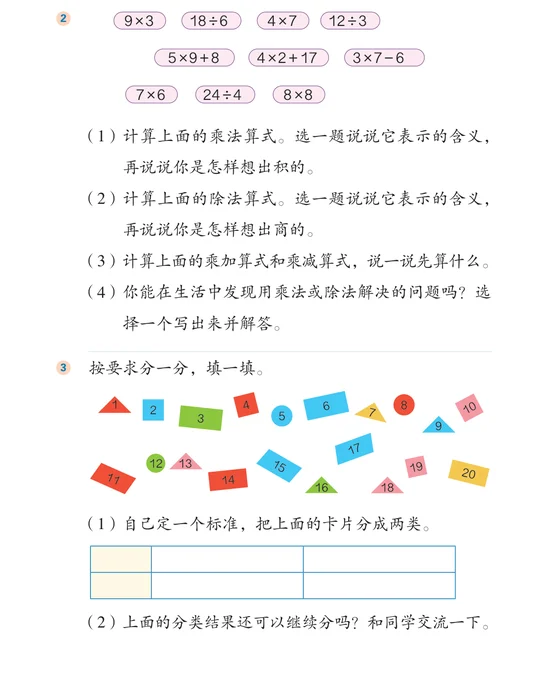 2
9×3 18÷6 4×7 12÷3
5×9+8 4×2+17 3×7-6
7×6 24÷4 8×8
(1) 计算上面的乘法算式。选一题说说它表示的含义，
再说说你是怎样想出积的。
(2) 计算上面的除法算式。选一题说说它表示的含义，
再说说你是怎样想出商的。
(3) 计算上面的乘加算式和乘减算式，说一说先算什么。
(4) 你能在生活中发现用乘法或除法解决的问题吗？选
择一个写出来并解答。
3 按要求分一分，填一填。
1 2 3 4 5 6 7 8 9 10
11 12 13 14 15 16 17 18 19 20
(1) 自己定一个标准，把上面的卡片分成两类。
(2) 上面的分类结果还可以继续分吗？和同学交流一下。